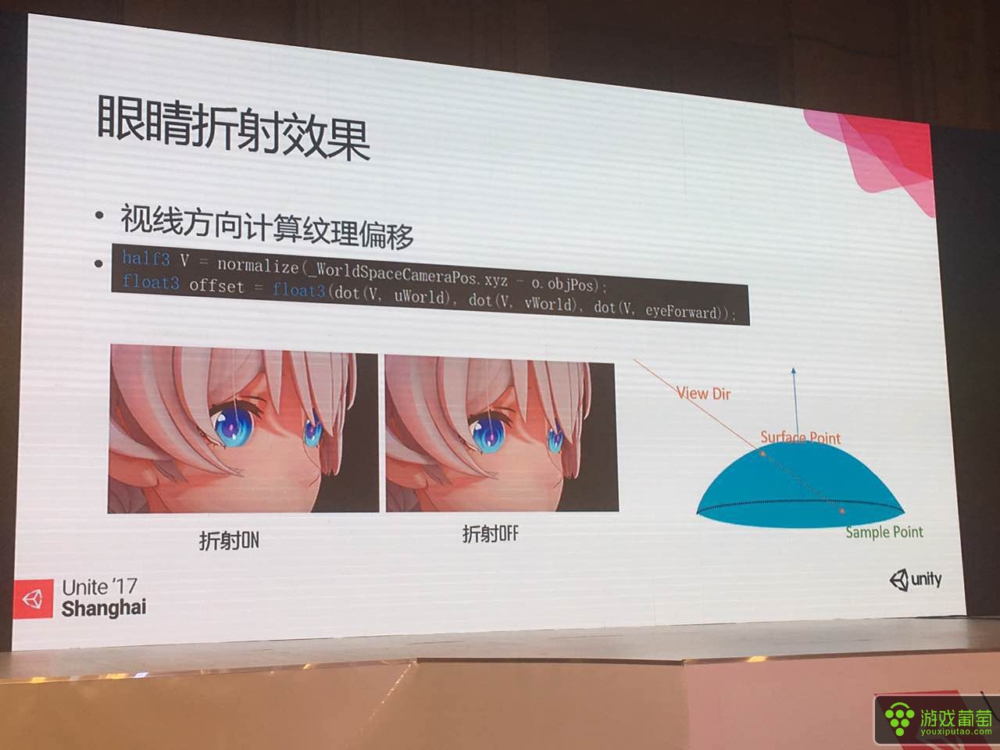 眼睛折射效果
• 视线方向计算纹理偏移
• half3 V = normalize(_WorldSpaceCameraPos.xyz - o.objPos);
float3 offset = float3(dot(V, uWorld), dot(V, vWorld), dot(V, eyeForward));
View Dir
Surface Point
Sample Point
折射ON
折射OFF
Unite '17
Shanghai
unity
游戏葡萄
youxiputao.com